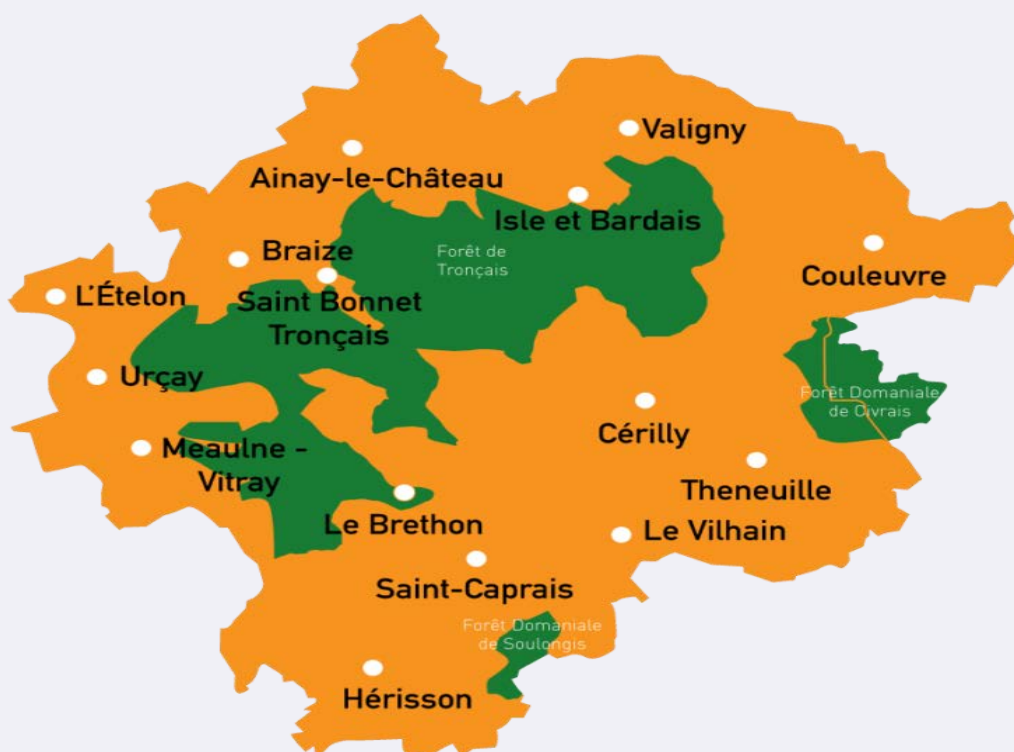 Valigny
Ainay-le-Château
Isle et Bardais
Braize
Forêt de
Tronçais
Couleuvre
L'Ételon
Saint Bonnet
Tronçais
Urçay
Forêt Domaniale
de Civrais
Cérilly
Meaulne -
Vitray
Theneuille
Le Brethon
Le Vilhain
Saint-Caprais
Forêt Domaniale
de Soulongis
Hérisson